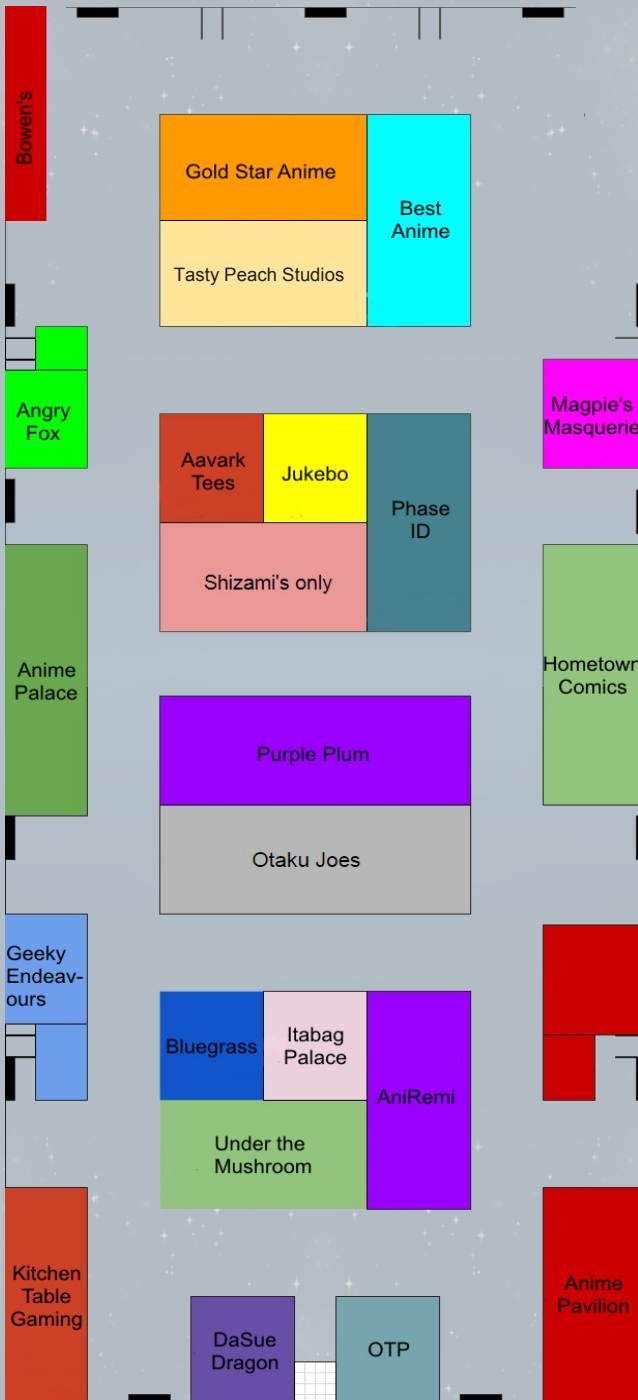 Bowen's
Gold Star Anime
Best
Anime
Tasty Peach Studios
Angry
Fox
Magpie's
Masquerie
Aavark
Tees
Jukebo
Phase
ID
Shizami's only
Anime
Palace
Hometown
Comics
Purple Plum
Otaku Joes
Geeky
Endeav-
ours
Bluegrass
Itabag
Palace
AniRemi
Under the
Mushroom
Kitchen
Table
Gaming
Anime
Pavilion
DaSue
Dragon
OTP